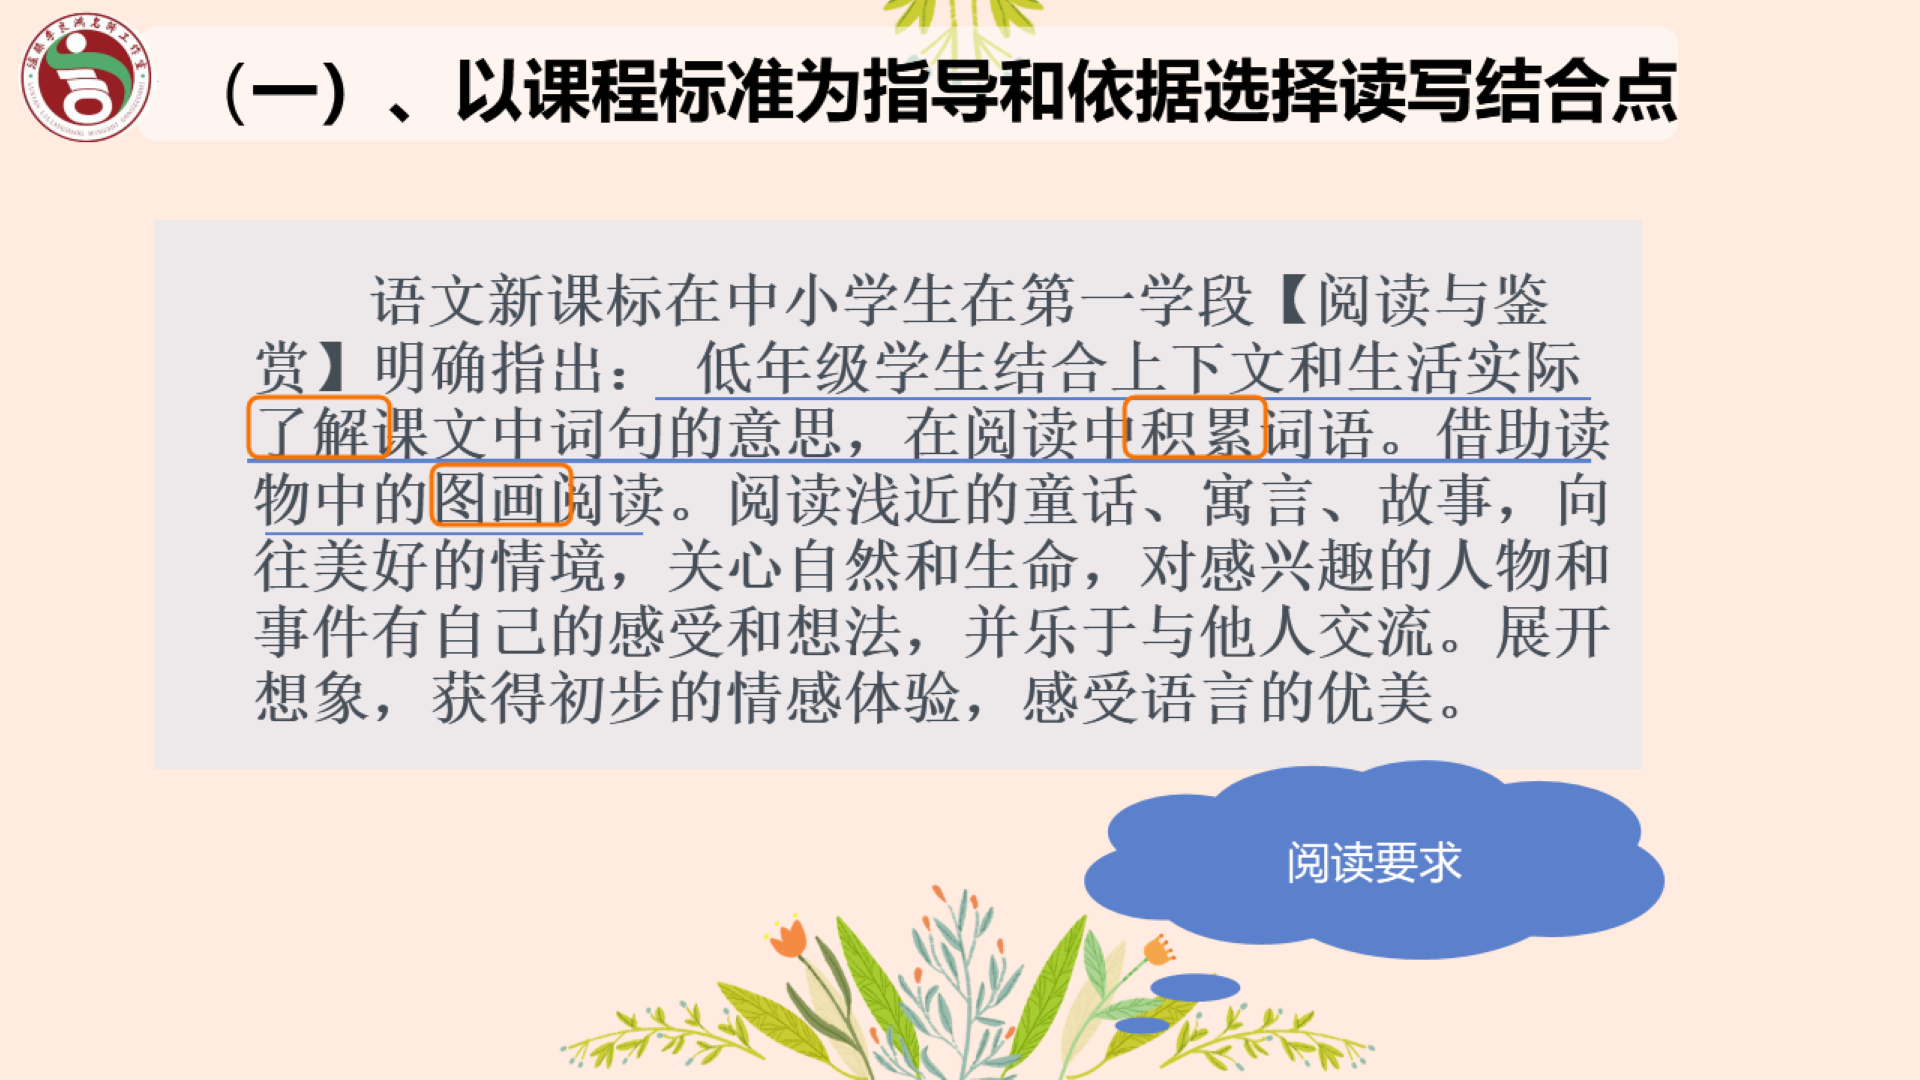 （一）、以课程标准为指导和依据选择读写结合点
语文新课标在中小学生在第一学段【阅读与鉴
赏】明确指出： 低年级学生结合上下文和生活实际
了解课文中词句的意思，在阅读中积累词语。借助读
物中的图画阅读。阅读浅近的童话、寓言、故事，向
往美好的情境，关心自然和生命，对感兴趣的人物和
事件有自己的感受和想法，并乐于与他人交流。展开
想象，获得初步的情感体验，感受语言的优美。
阅读要求